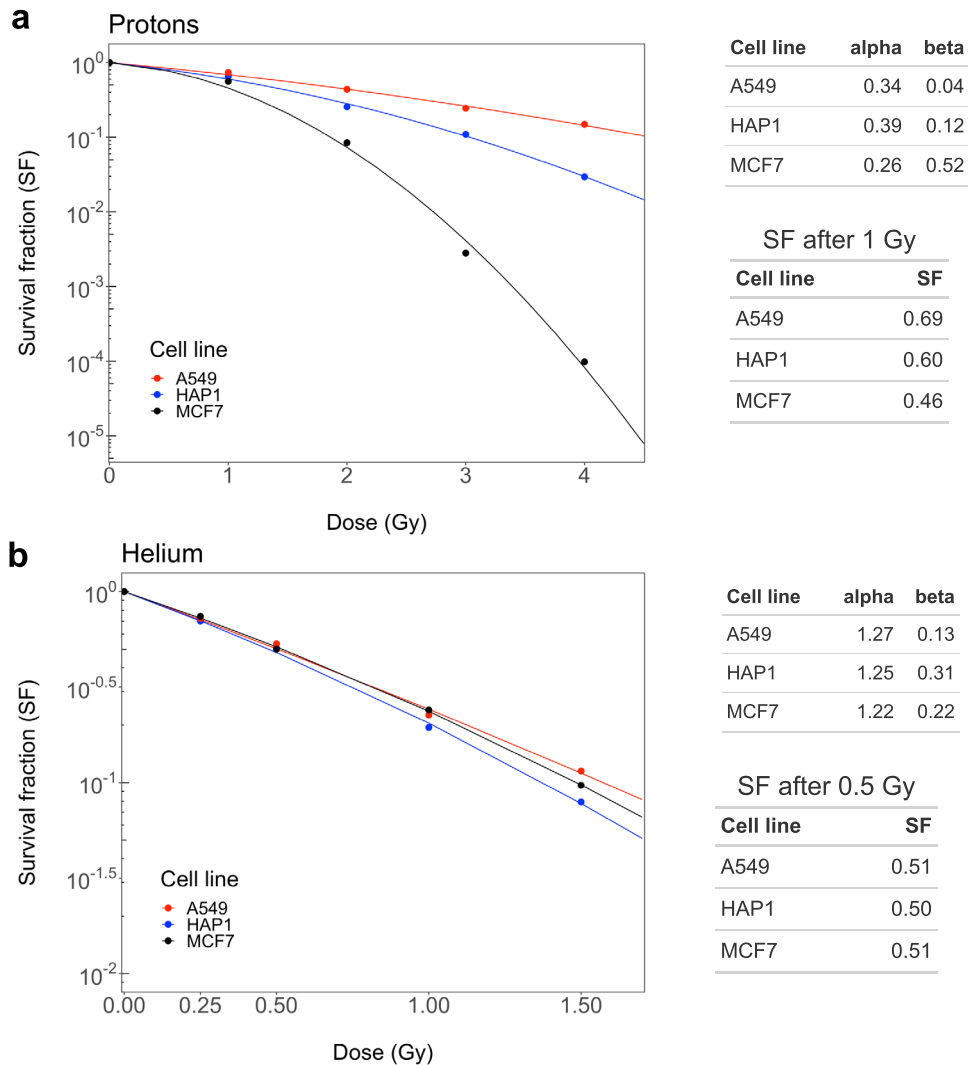 a
Protons
10^0
10^-1
10^-2
10^-3
10^-4
10^-5
Survival fraction (SF)
Cell line
A549
HAP1
MCF7
0 1 2 3 4
Dose (Gy)
Cell line alpha beta
A549 0.34 0.04
HAP1 0.39 0.12
MCF7 0.26 0.52
SF after 1 Gy
Cell line SF
A549 0.69
HAP1 0.60
MCF7 0.46
b
Helium
10^0
10^-0.5
10^-1
10^-1.5
10^-2
Survival fraction (SF)
Cell line
A549
HAP1
MCF7
0.00 0.25 0.50 1.00 1.50
Dose (Gy)
Cell line alpha beta
A549 1.27 0.13
HAP1 1.25 0.31
MCF7 1.22 0.22
SF after 0.5 Gy
Cell line SF
A549 0.51
HAP1 0.50
MCF7 0.51